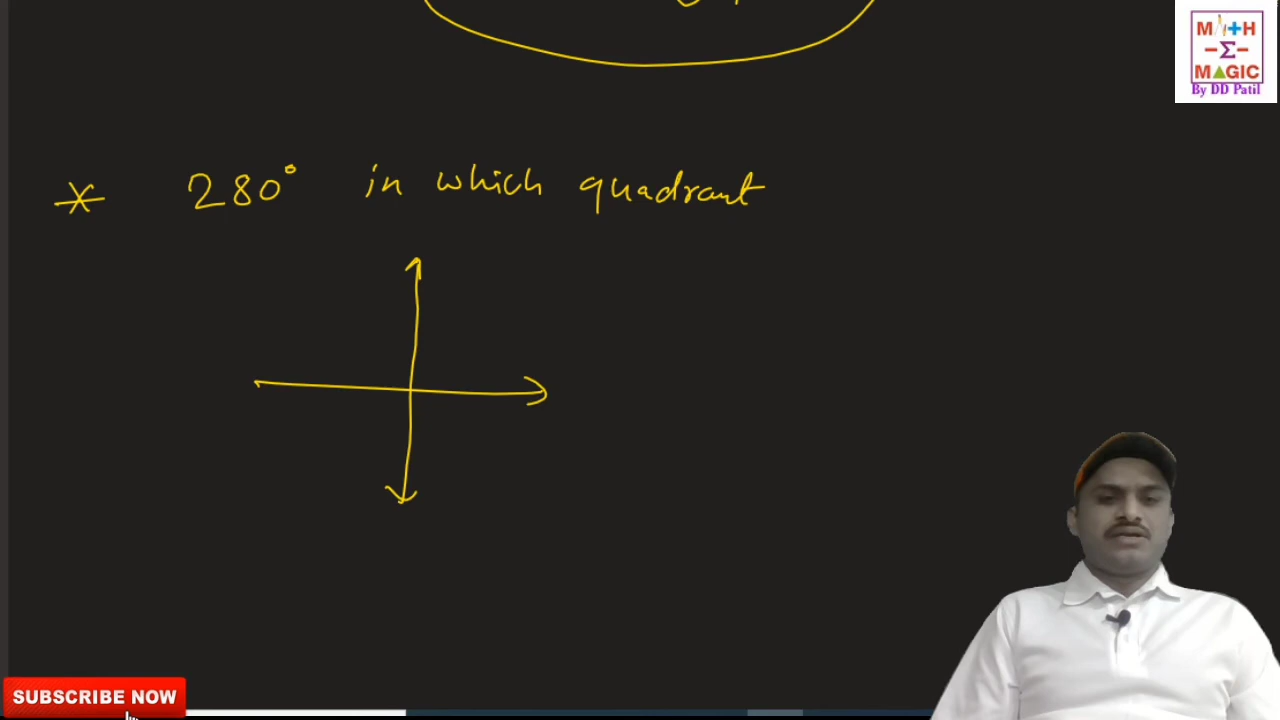 MATH
-Σ-
MAGIC
By DD Patil
* 280° in which quadrant
SUBSCRIBE NOW